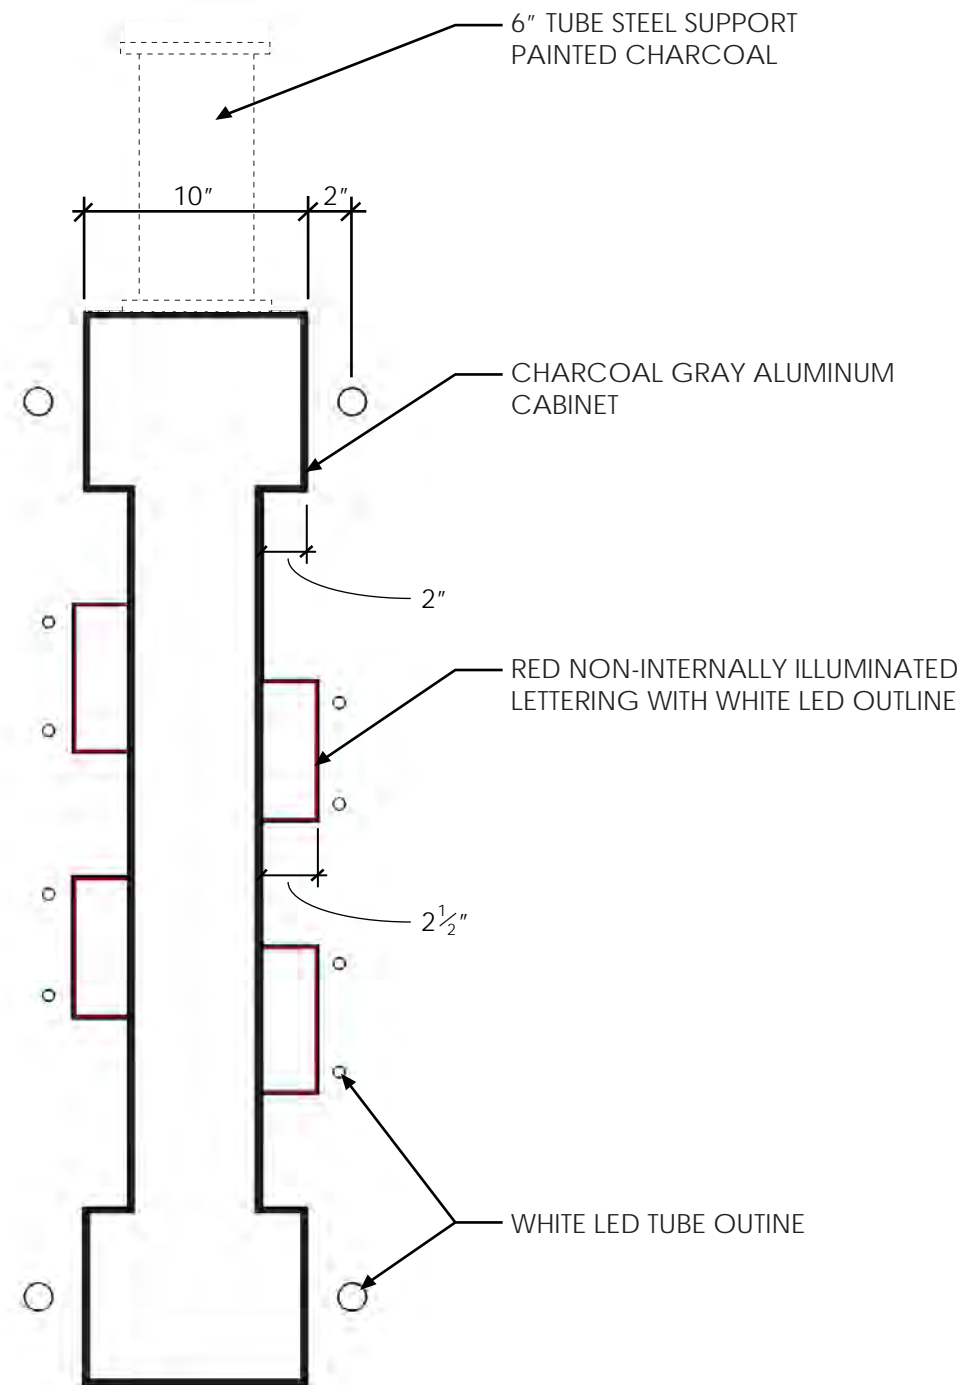 6" TUBE STEEL SUPPORT
PAINTED CHARCOAL
10"
2"
CHARCOAL GRAY ALUMINUM
CABINET
2"
RED NON-INTERNALLY ILLUMINATED
LETTERING WITH WHITE LED OUTLINE
2½"
WHITE LED TUBE OUTINE